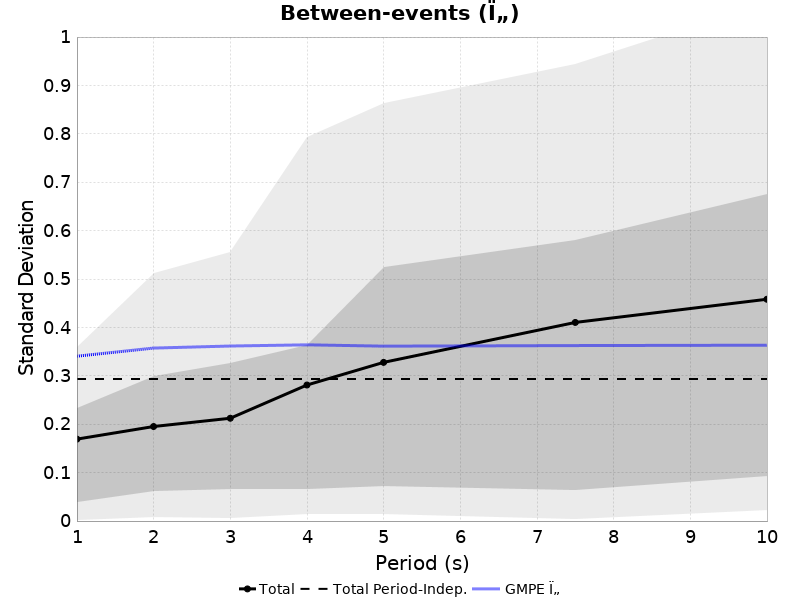 Between-events (Ï„)
1
0.9
0.8
0.7
0.6
0.5
0.4
0.3
0.2
0.1
0
Standard Deviation
1 2 3 4 5 6 7 8 9 10
Period (s)
Total Total Period-Indep. GMPE Ï„